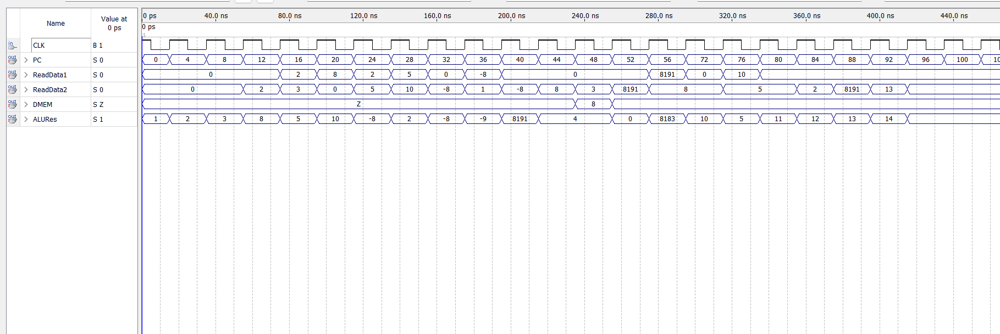 0 ps 40.0 ns 80.0 ns 120.0 ns 160.0 ns 200.0 ns 240.0 ns 280.0 ns 320.0 ns 360.0 ns 400.0 ns 440.0 ns
Name Value at 0 ps
0 ps
in CLK B 1
out PC S 0 0 4 8 12 16 20 24 28 32 36 40 44 48 52 56 72 76 80 84 88 92 96 100 10
out ReadData1 S 0 0 2 8 2 5 0 -8 0 8191 0 10
out ReadData2 S 0 0 2 3 0 5 10 -8 1 -8 8 3 8191 8 5 2 8191 13
out DMEM S Z Z 8
out ALURes S 1 1 2 3 8 5 10 -8 2 -8 -9 8191 4 0 8183 10 5 11 12 13 14